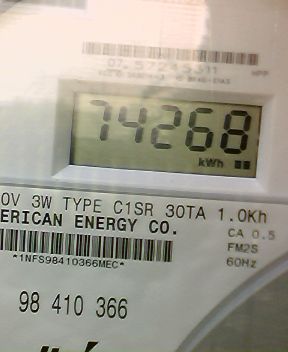 74268
kWh
0V 3W TYPE C1SR 30TA 1.0Kh
ERICAN ENERGY CO.
CA 0.5
FM2S
*1NFS98410366MEC*
60Hz
98 410 366